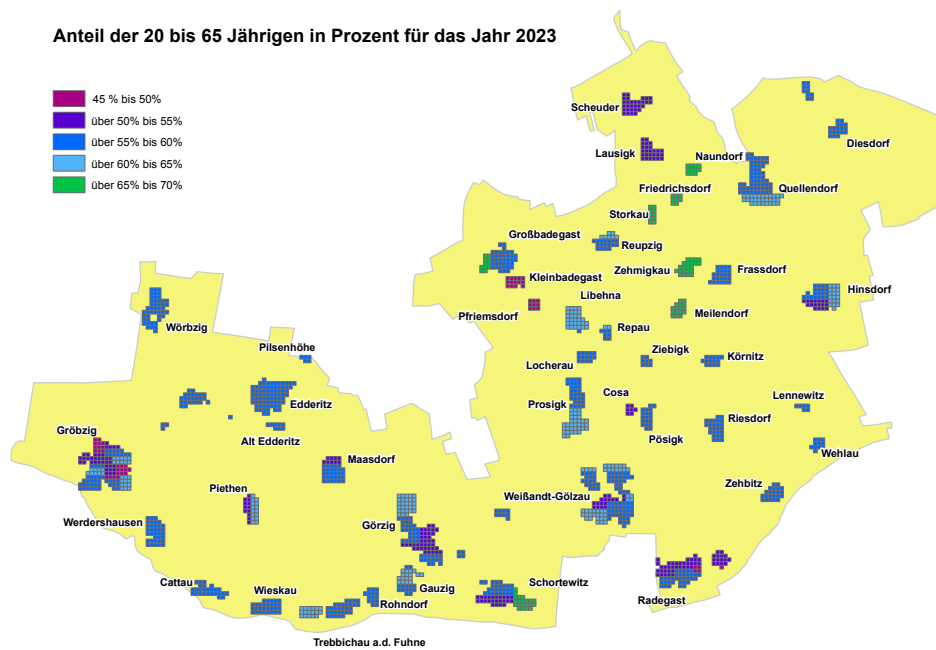 Anteil der 20 bis 65 Jährigen in Prozent für das Jahr 2023
45 % bis 50%
über 50% bis 55%
über 55% bis 60%
über 60% bis 65%
über 65% bis 70%
Scheuder
Diesdorf
Lausigk
Naundorf
Friedrichsdorf
Quellendorf
Storkau
Großbadegast
Reupzig
Zehmigkau
Frassdorf
Kleinbadegast
Hinsdorf
Libehna
Pfriemsdorf
Meilendorf
Wörbzig
Repau
Pilsenhöhe
Ziebigk
Körnitz
Locherau
Edderitz
Cosa
Lennewitz
Prosigk
Gröbzig
Riesdorf
Alt Edderitz
Pösigk
Wehlau
Maasdorf
Zehbitz
Piethen
Weißandt-Gölzau
Werdershausen
Görzig
Cattau
Schortewitz
Wieskau
Gauzig
Radegast
Rohndorf
Trebbichau a.d. Fuhne